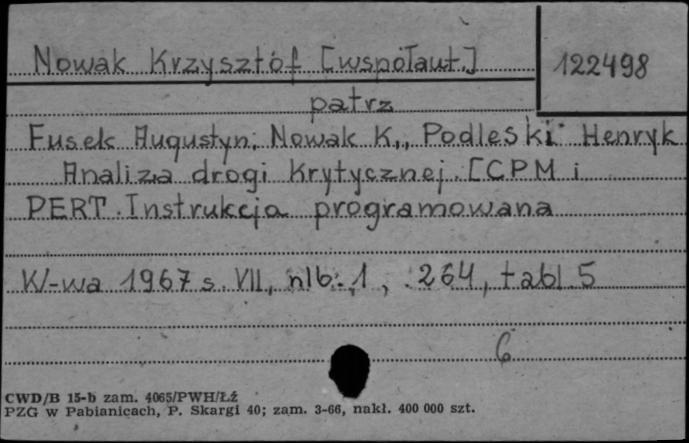 Nowak Krzysztof [współaut.]
122498
patrz
Fusek Augustyn, Nowak K., Podleski Henryk
Analiza drogi krytycznej. [CPM i
PERT. Instrukcja programowana
W-wa 1967 s. VII, nlb. 1, 264, tabl. 5
6
CWD/B 15-b zam. 4065/PWH/Łź
PZG w Pabianicach, P. Skargi 40; zam. 3-66, nakł. 400 000 szt.